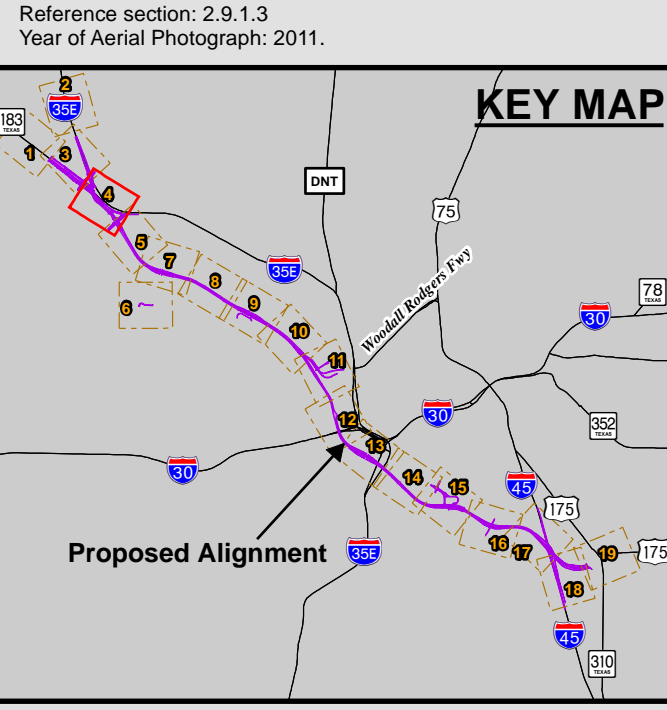 Reference section: 2.9.1.3
Year of Aerial Photograph: 2011.
KEY MAP
2
35E
183
TEXAS
1
3
4
DNT
75
5
7
35E
Woodall Rodgers Fwy
8
78
TEXAS
6
9
30
10
11
30
12
352
TEXAS
13
30
14
15
45
175
Proposed Alignment
35E
16
17
19
175
18
45
310
TEXAS